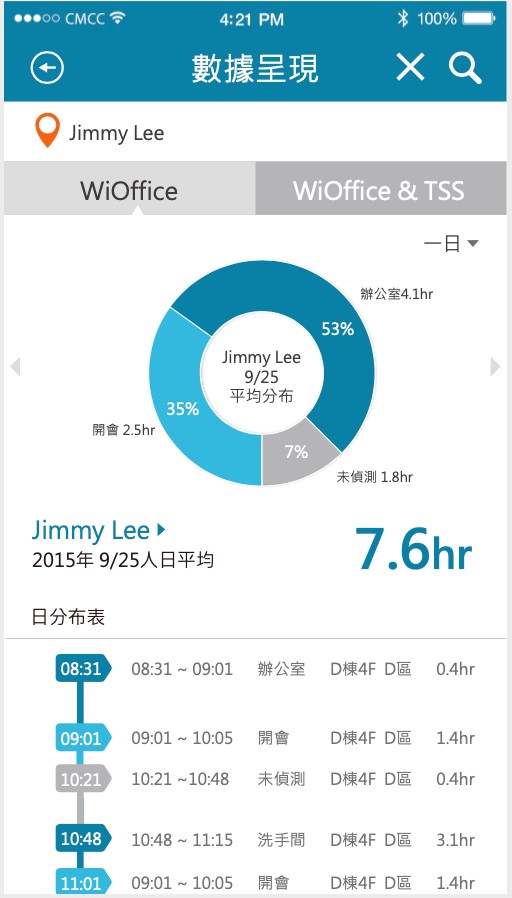 CMCC 4:21 PM 100%
數據呈現
Jimmy Lee
WiOffice WiOffice & TSS
一日
辦公室4.1hr
53%
Jimmy Lee
9/25
平均分布
35%
開會 2.5hr
7%
未偵測 1.8hr
Jimmy Lee
2015年 9/25人日平均
7.6hr
日分布表
08:31 08:31 ~ 09:01 辦公室 D棟4F D區 0.4hr
09:01 09:01 ~ 10:05 開會 D棟4F D區 1.4hr
10:21 10:21 ~10:48 未偵測 D棟4F D區 0.4hr
10:48 10:48 ~ 11:15 洗手間 D棟4F D區 3.1hr
11:01 09:01 ~ 10:05 開會 D棟4F D區 1.4hr